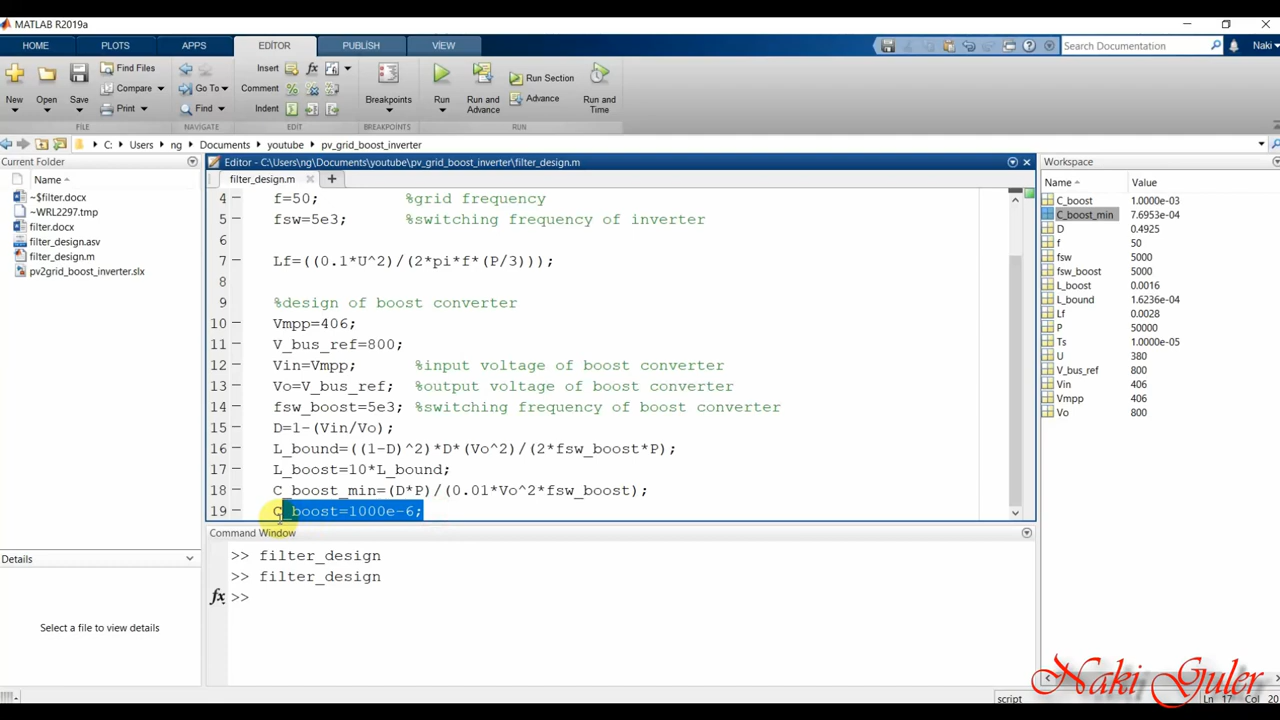 MATLAB R2019a
HOME PLOTS APPS EDİTOR PUBLİSH VİEW Search Documentation Naki
New Open Save Find Files Compare Print Go To Find Insert Comment Indent Breakpoints Run Run and Advance Run Section Advance Run and Time
FILE NAVIGATE EDIT BREAKPOINTS RUN
C: Users ng Documents youtube pv_grid_boost_inverter
Current Folder
Name
~$filter.docx
~WRL2297.tmp
filter.docx
filter_design.asv
filter_design.m
pv2grid_boost_inverter.slx
Details
Select a file to view details
Editor - C:\Users\ng\Documents\youtube\pv_grid_boost_inverter\filter_design.m
filter_design.m
4 f=50; %grid frequency
5 fsw=5e3; %switching frequency of inverter
6
7 Lf=((0.1*U^2)/(2*pi*f*(P/3)));
8
9 %design of boost converter
10 Vmpp=406;
11 V_bus_ref=800;
12 Vin=Vmpp; %input voltage of boost converter
13 Vo=V_bus_ref; %output voltage of boost converter
14 fsw_boost=5e3; %switching frequency of boost converter
15 D=1-(Vin/Vo);
16 L_bound=((1-D)^2)*D*(Vo^2)/(2*fsw_boost*P);
17 L_boost=10*L_bound;
18 C_boost_min=(D*P)/(0.01*Vo^2*fsw_boost);
19 C_boost=1000e-6;
Command Window
>> filter_design
>> filter_design
fx >>
Workspace
Name Value
C_boost 1.0000e-03
C_boost_min 7.6953e-04
D 0.4925
f 50
fsw 5000
fsw_boost 5000
L_boost 0.0016
L_bound 1.6236e-04
Lf 0.0028
P 50000
Ts 1.0000e-05
U 380
V_bus_ref 800
Vin 406
Vmpp 406
Vo 800
script Ln 17 Col 20
Naki Guler